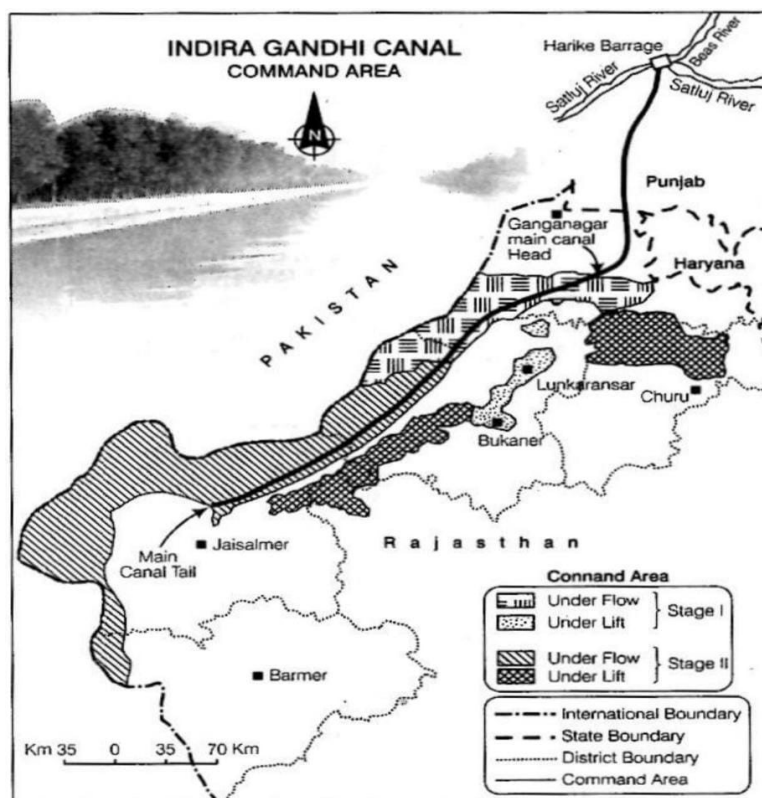 INDIRA GANDHI CANAL
COMMAND AREA
N
Harike Barrage
Beas River
Satluj River
Satluj River
Punjab
Ganganagar
main canal
Head
Haryana
PAKISTAN
Lunkaransar
Churu
Bukaner
Rajasthan
Main
Canal Tail
Jaisalmer
Barmer
Connand Area
Under Flow
Under Lift
Stage I
Under Flow
Under Lift
Stage II
International Boundary
State Boundary
District Boundary
Command Area
Km 35 0 35 70 Km